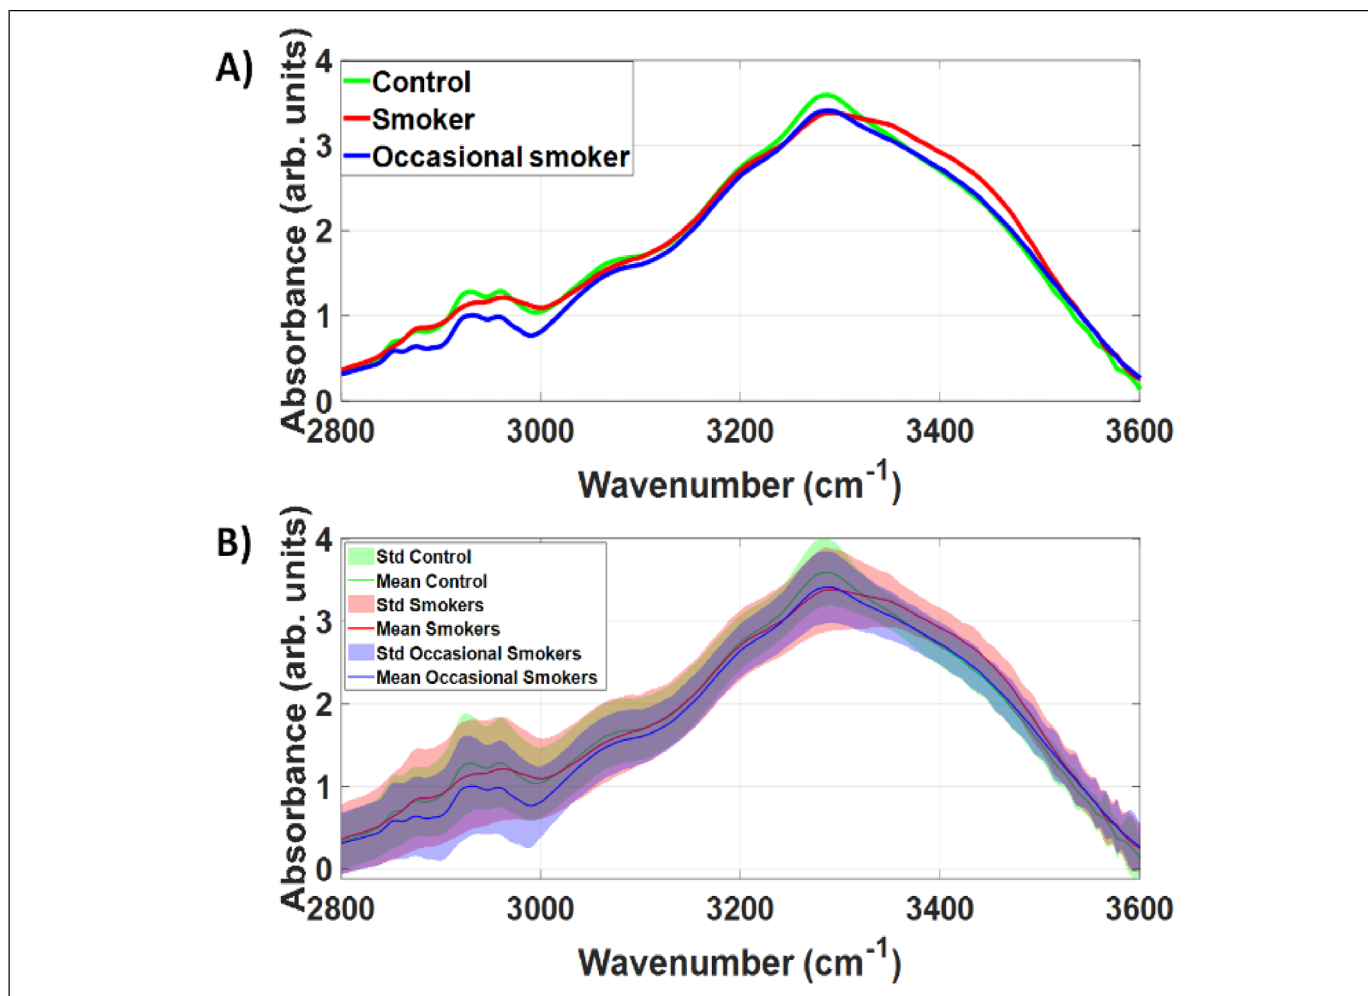 A)
Absorbance (arb. units)
4
3
2
1
0
Control
Smoker
Occasional smoker
2800 3000 3200 3400 3600
Wavenumber (cm-1)
B)
Absorbance (arb. units)
4
3
2
1
0
Std Control
Mean Control
Std Smokers
Mean Smokers
Std Occasional Smokers
Mean Occasional Smokers
2800 3000 3200 3400 3600
Wavenumber (cm-1)